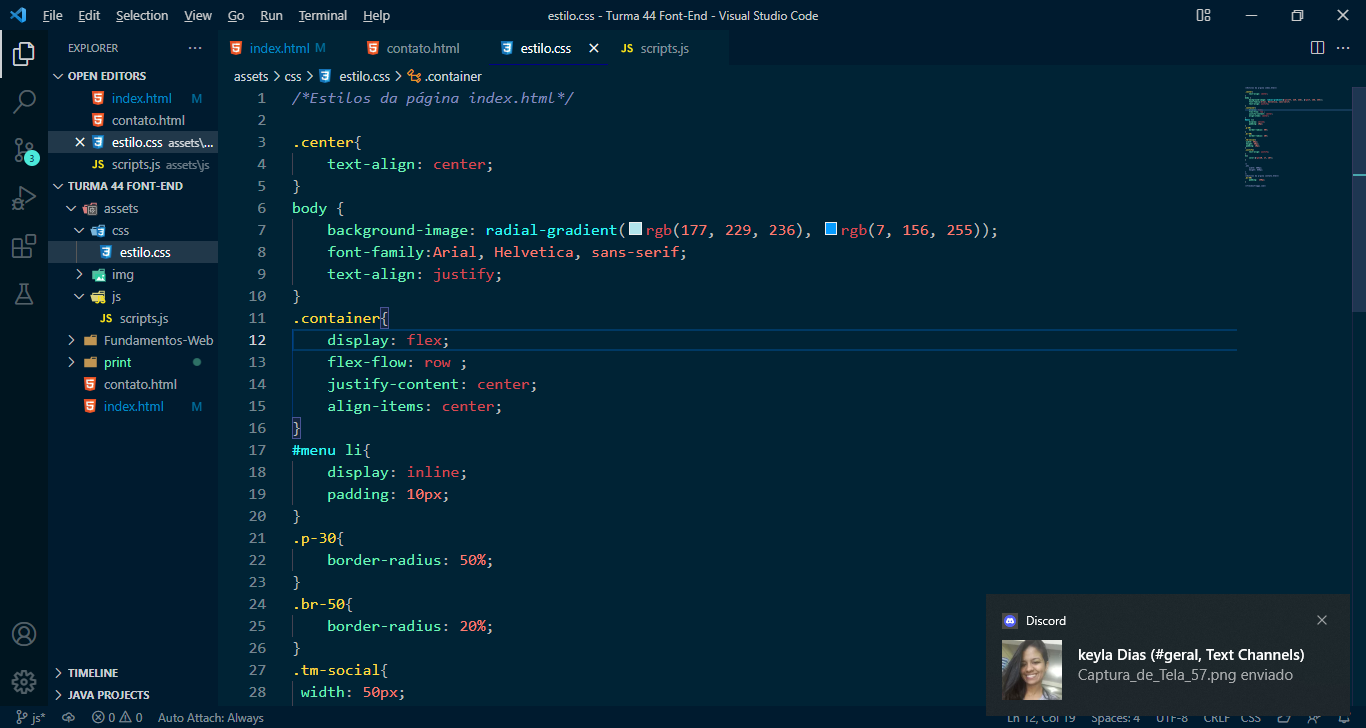 File Edit Selection View Go Run Terminal Help estilo.css - Turma 44 Font-End - Visual Studio Code
EXPLORER
index.html M contato.html estilo.css JS scripts.js
OPEN EDITORS
index.html M
contato.html
estilo.css assets\...
JS scripts.js assets\js
TURMA 44 FONT-END
assets
css
estilo.css
img
js
JS scripts.js
Fundamentos-Web
print
contato.html
index.html M
TIMELINE
JAVA PROJECTS
3
assets > css > estilo.css > .container
1 /*Estilos da página index.html*/
2
3 .center{
4 text-align: center;
5 }
6 body {
7 background-image: radial-gradient(rgb(177, 229, 236), rgb(7, 156, 255));
8 font-family:Arial, Helvetica, sans-serif;
9 text-align: justify;
10 }
11 .container{
12 display: flex;
13 flex-flow: row ;
14 justify-content: center;
15 align-items: center;
16 }
17 #menu li{
18 display: inline;
19 padding: 10px;
20 }
21 .p-30{
22 border-radius: 50%;
23 }
24 .br-50{
25 border-radius: 20%;
26 }
27 .tm-social{
28 width: 50px;
Discord
keyla Dias (#geral, Text Channels)
Captura_de_Tela_57.png enviado
js* 0 0 Auto Attach: Always Ln 12, Col 19 Spaces: 4 UTF-8 CRLF CSS